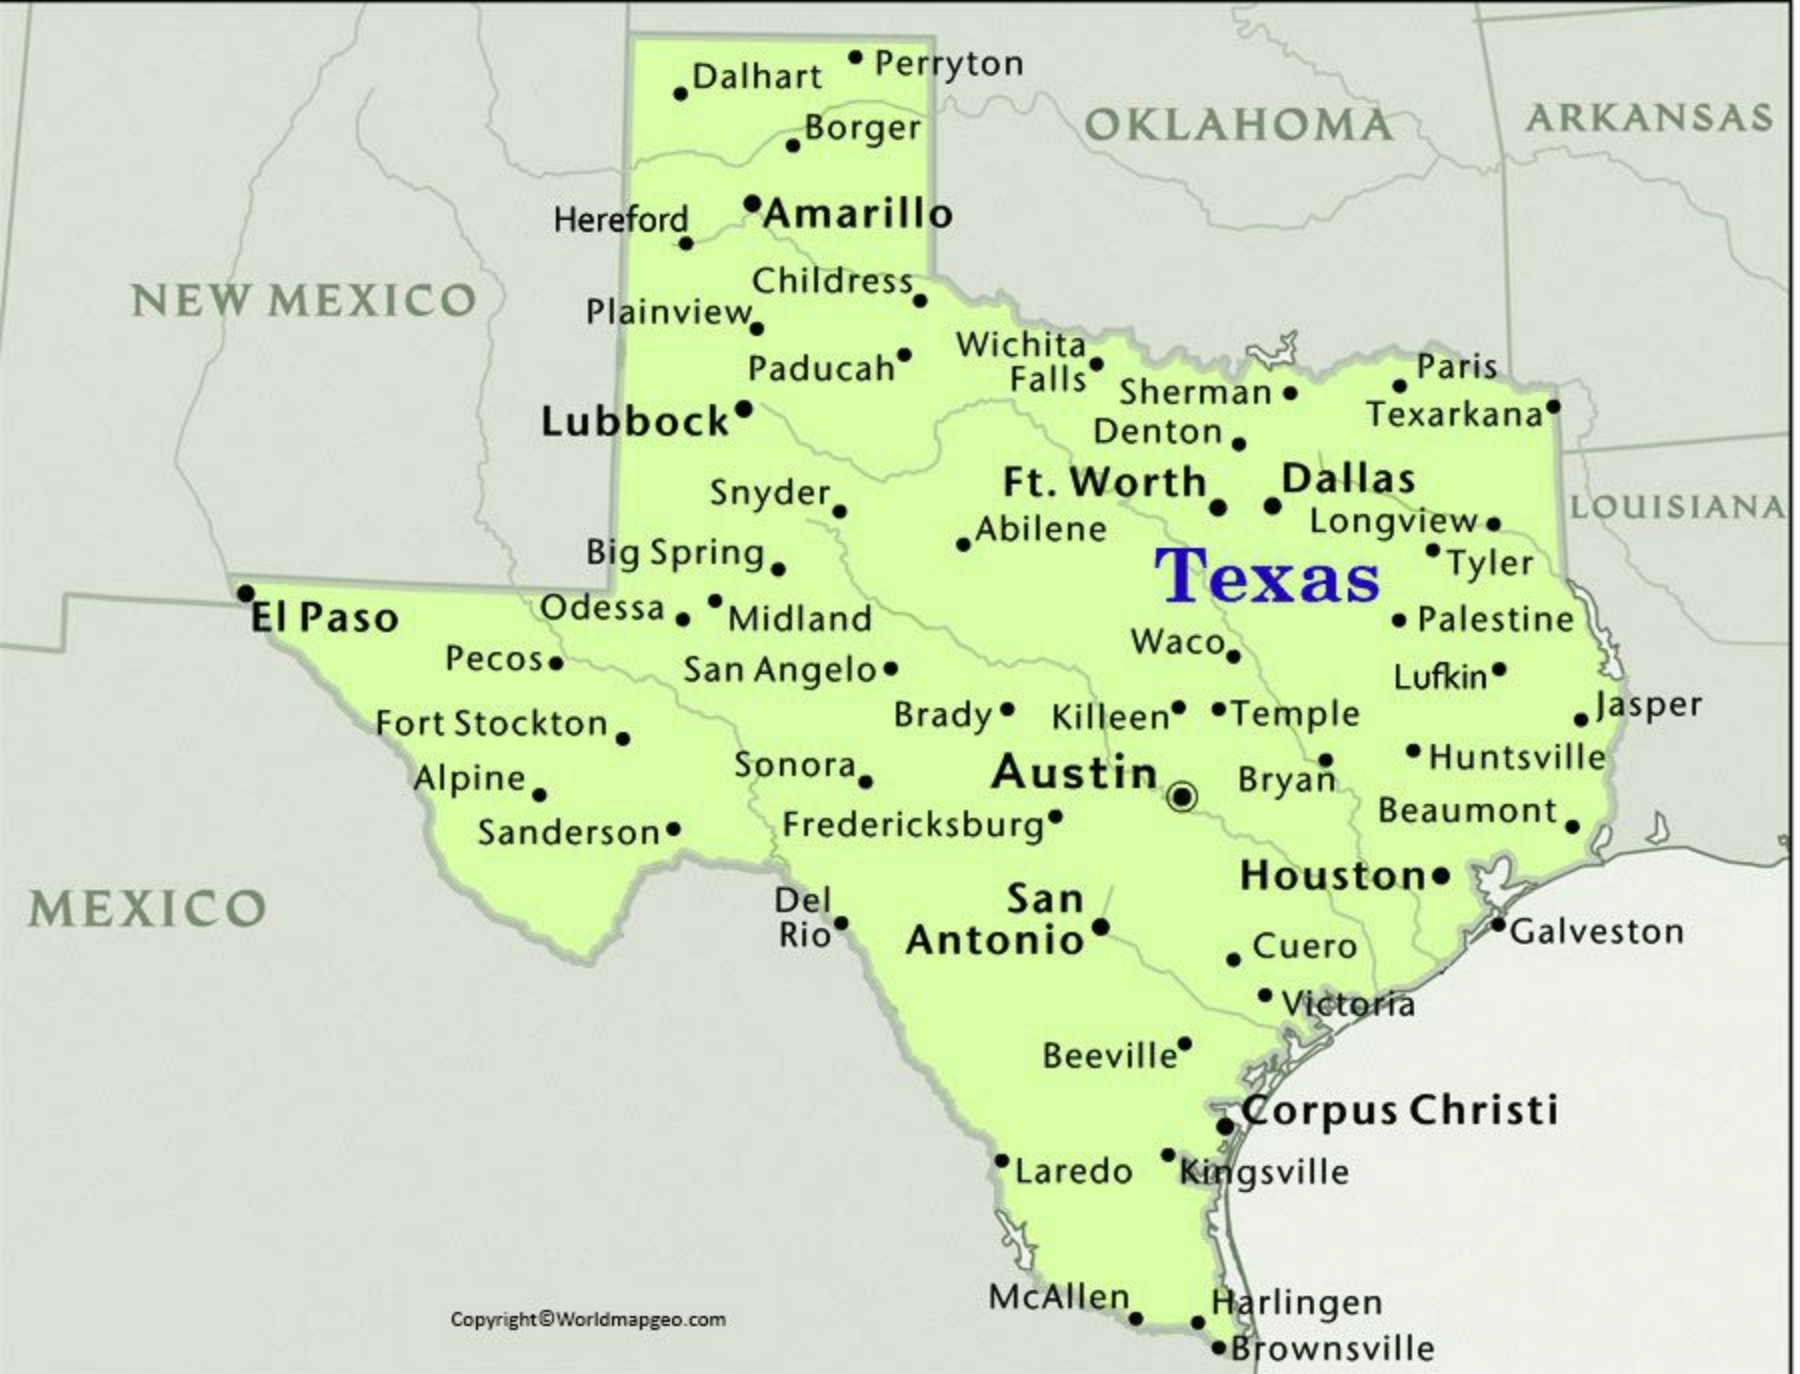 Perryton
Dalhart
Borger
OKLAHOMA
ARKANSAS
Hereford
Amarillo
Childress
NEW MEXICO
Plainview
Wichita
Falls
Paducah
Paris
Sherman
Texarkana
Lubbock
Denton
Ft. Worth
Dallas
Snyder
LOUISIANA
Longview
Abilene
Big Spring
Tyler
Texas
Odessa
Midland
El Paso
Palestine
Waco
Pecos
San Angelo
Lufkin
Jasper
Brady
Killeen
Temple
Fort Stockton
Huntsville
Sonora
Austin
Alpine
Bryan
Beaumont
Sanderson
Fredericksburg
Houston
MEXICO
Del
Rio
San
Antonio
Galveston
Cuero
Victoria
Beeville
Corpus Christi
Laredo
Kingsville
McAllen
Harlingen
Copyright©Worldmapgeo.com
Brownsville